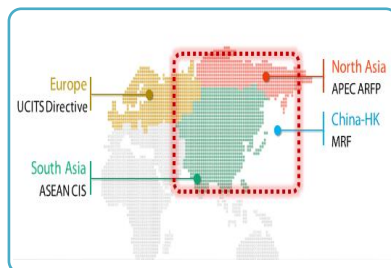 North Asia
APEC ARFP
Europe
UCITS Directive
China-HK
MRF
South Asia
ASEAN CIS